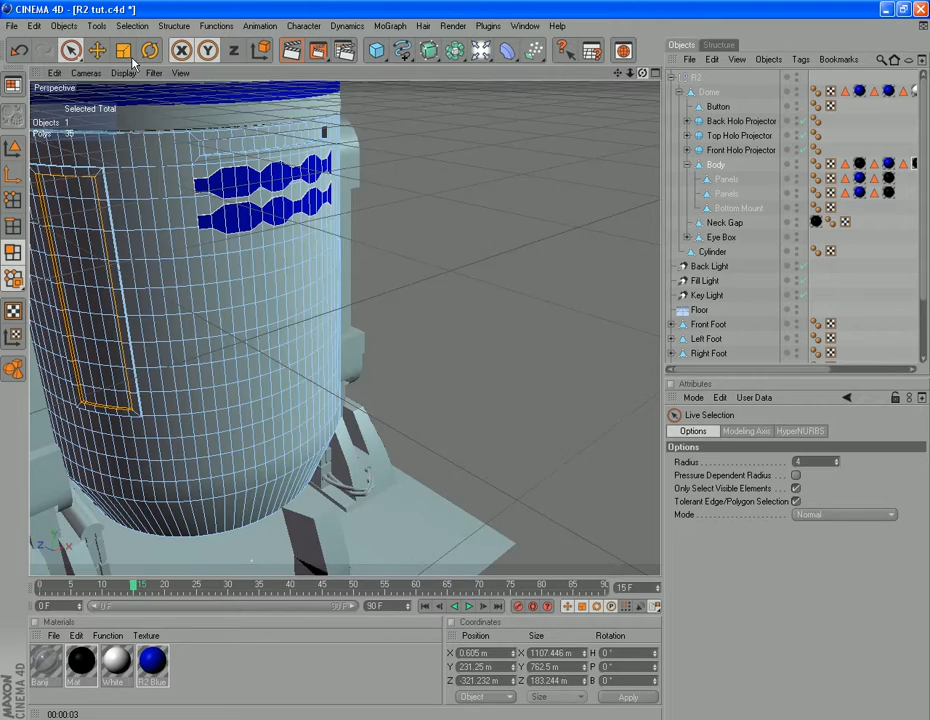 CINEMA 4D - [R2 tut.c4d *]
File Edit Objects Tools Selection Structure Functions Animation Character Dynamics MoGraph Hair Render Plugins Window Help
Edit Cameras Display Filter View
Perspective
Selected Total
Objects 1
Polys 35
Objects Structure
File Edit View Objects Tags Bookmarks
R2
Dome
Button
Back Holo Projector
Top Holo Projector
Front Holo Projector
Body
Panels
Panels
Bottom Mount
Neck Gap
Eye Box
Cylinder
Back Light
Fill Light
Key Light
Floor
Front Foot
Left Foot
Right Foot
Attributes
Mode Edit User Data
Live Selection
Options Modeling Axis HyperNURBS
Options
Radius 4
Pressure Dependent Radius
Only Select Visible Elements
Tolerant Edge/Polygon Selection
Mode Normal
0 5 10 15 20 25 30 35 40 45 50 55 60 65 70 75 80 85 90 15 F
0 F 0 F 90 F 90 F
Materials
File Edit Function Texture
Banji Mat White R2 Blue
Coordinates
Position Size Rotation
X 0.605 m X 1107.446 m H 0 °
Y 231.25 m Y 762.5 m P 0 °
Z -321.232 m Z 183.244 m B 0 °
Object Size Apply
MAXON CINEMA 4D
00:00:03